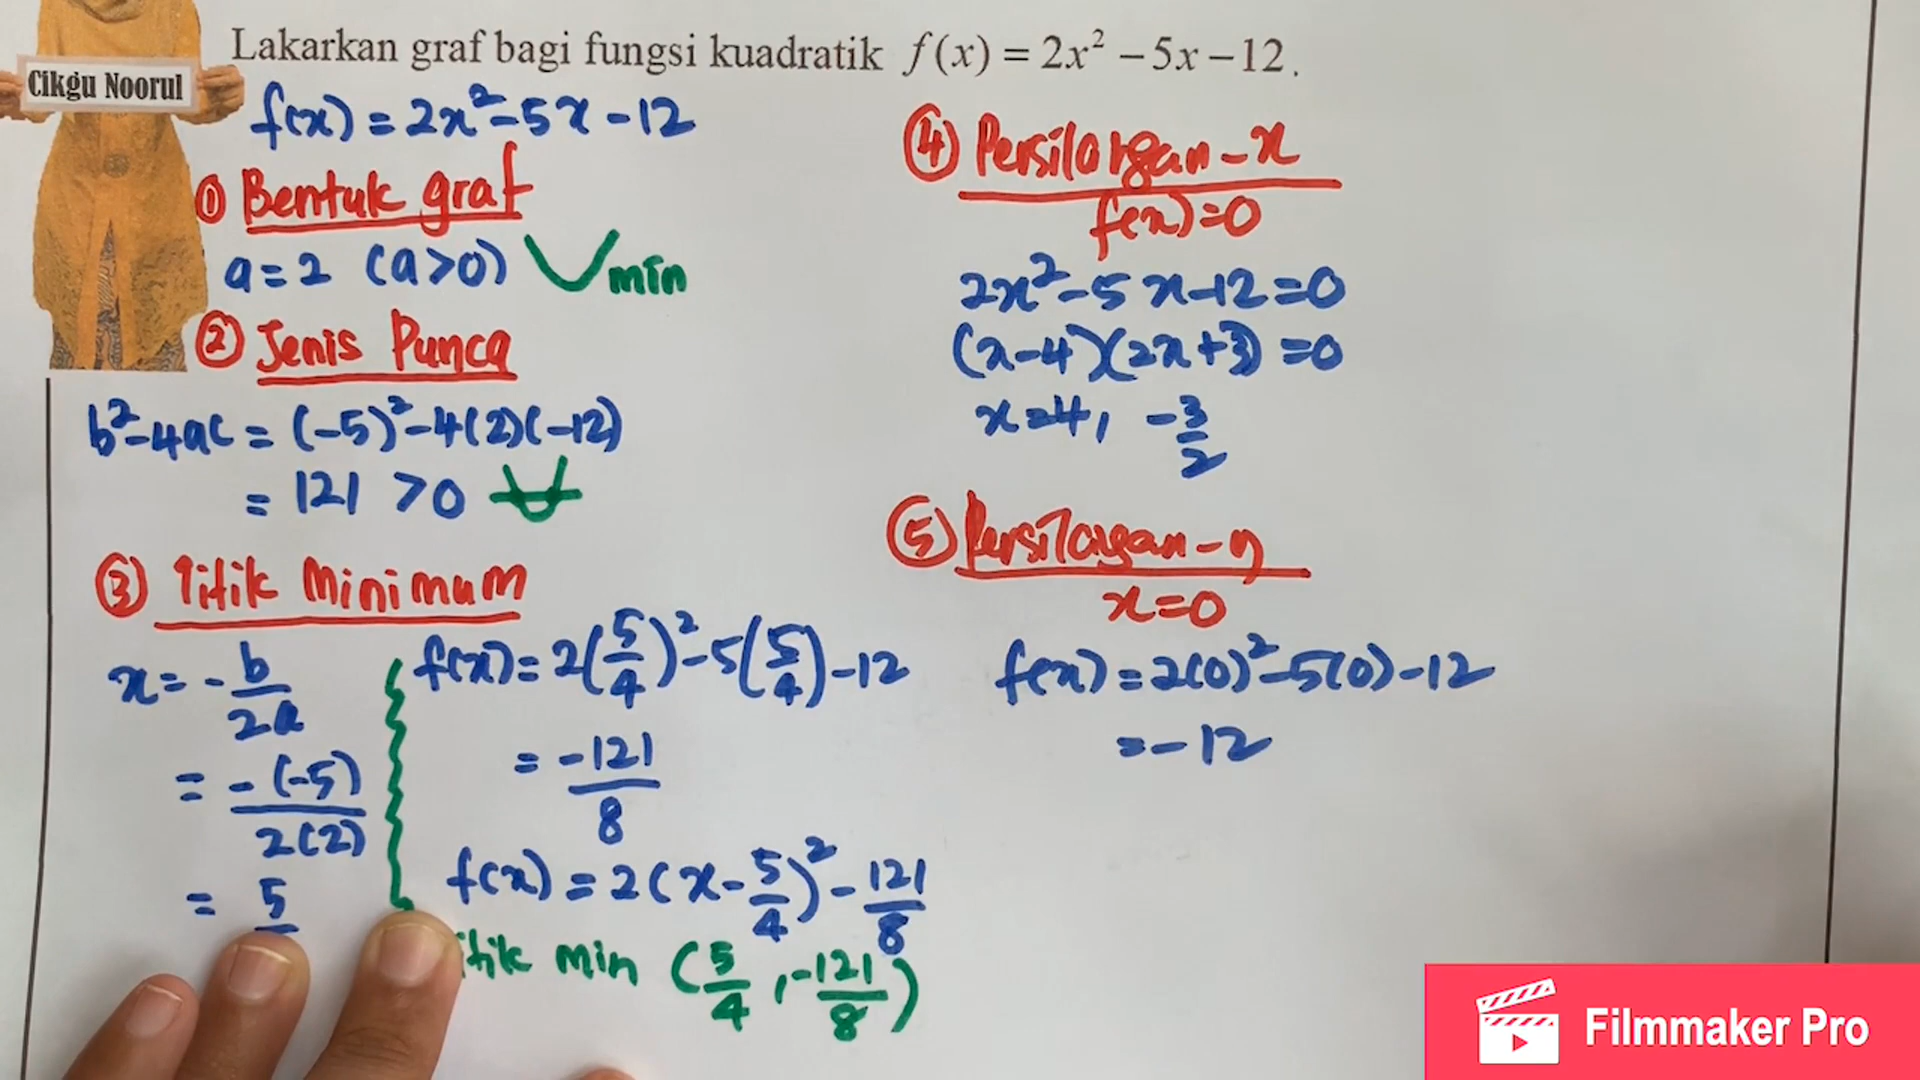 Lakarkan graf bagi fungsi kuadratik f(x) = 2x² − 5x − 12.
Cikgu Noorul
f(x) = 2x² − 5x − 12
① Bentuk graf
a = 2 (a > 0) min
② Jenis Punca
b² − 4ac = (−5)² − 4(2)(−12)
= 121 > 0
③ Titik Minimum
x = − b/2a
= −(−5)/2(2)
= 5
f(x) = 2(5/4)² − 5(5/4) − 12
= −121/8
f(x) = 2(x − 5/4)² − 121/8
itik min (5/4, −121/8)
④ Persilangan - x
f(x) = 0
2x² − 5x − 12 = 0
(x − 4)(2x + 3) = 0
x = 4, −3/2
⑤ Persilangan - y
x = 0
f(x) = 2(0)² − 5(0) − 12
= −12
Filmmaker Pro